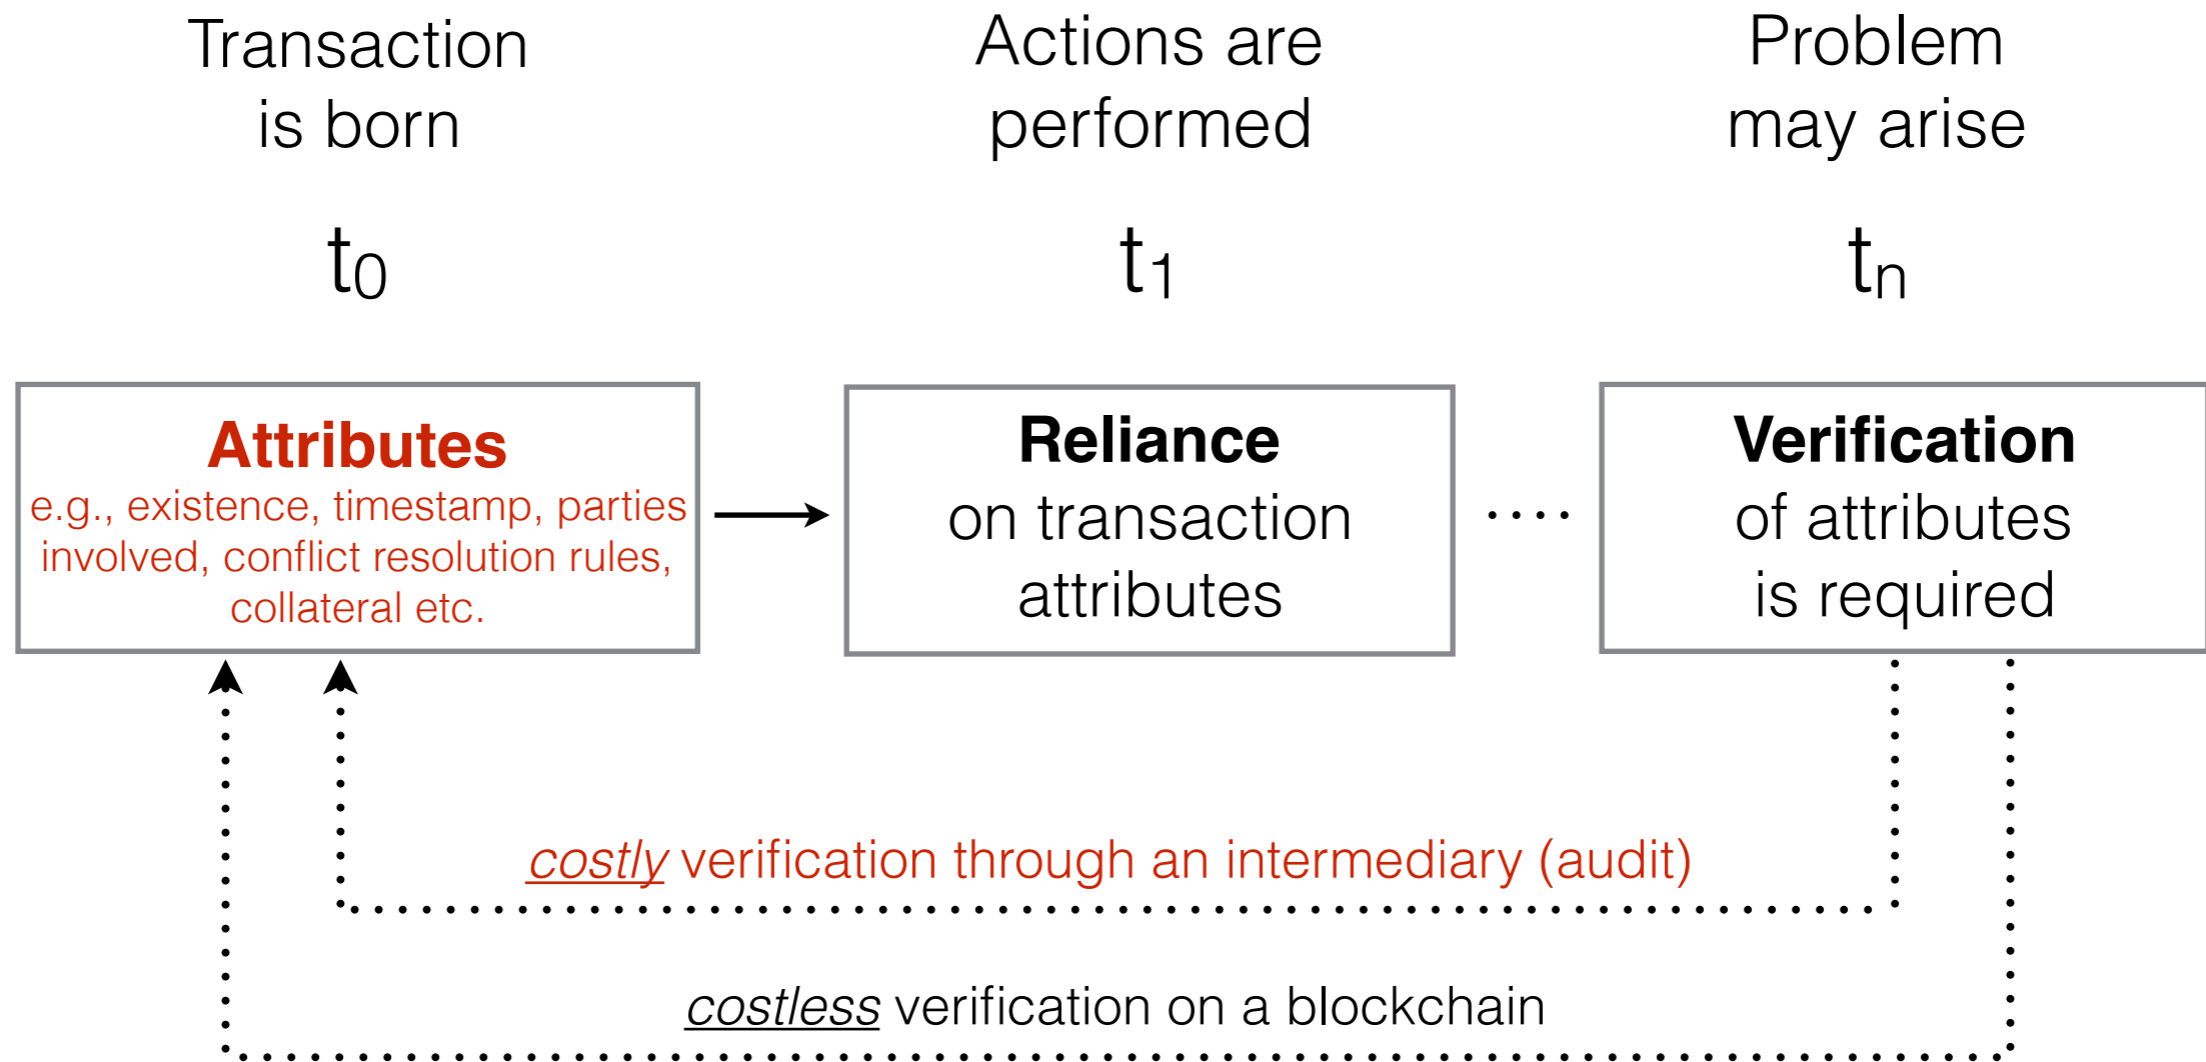 Transaction
is born
Actions are
performed
Problem
may arise
t0
t1
tn
Attributes
e.g., existence, timestamp, parties
involved, conflict resolution rules,
collateral etc.
Reliance
on transaction
attributes
Verification
of attributes
is required
costly verification through an intermediary (audit)
costless verification on a blockchain